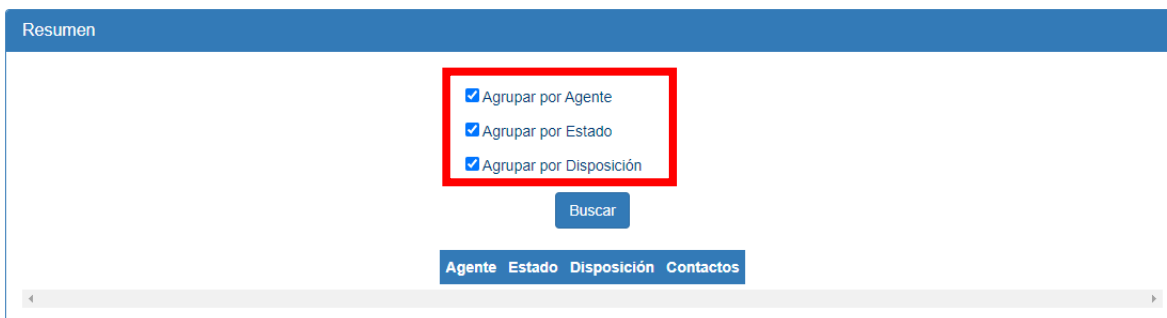 Resumen
Agrupar por Agente
Agrupar por Estado
Agrupar por Disposición
Buscar
Agente Estado Disposición Contactos